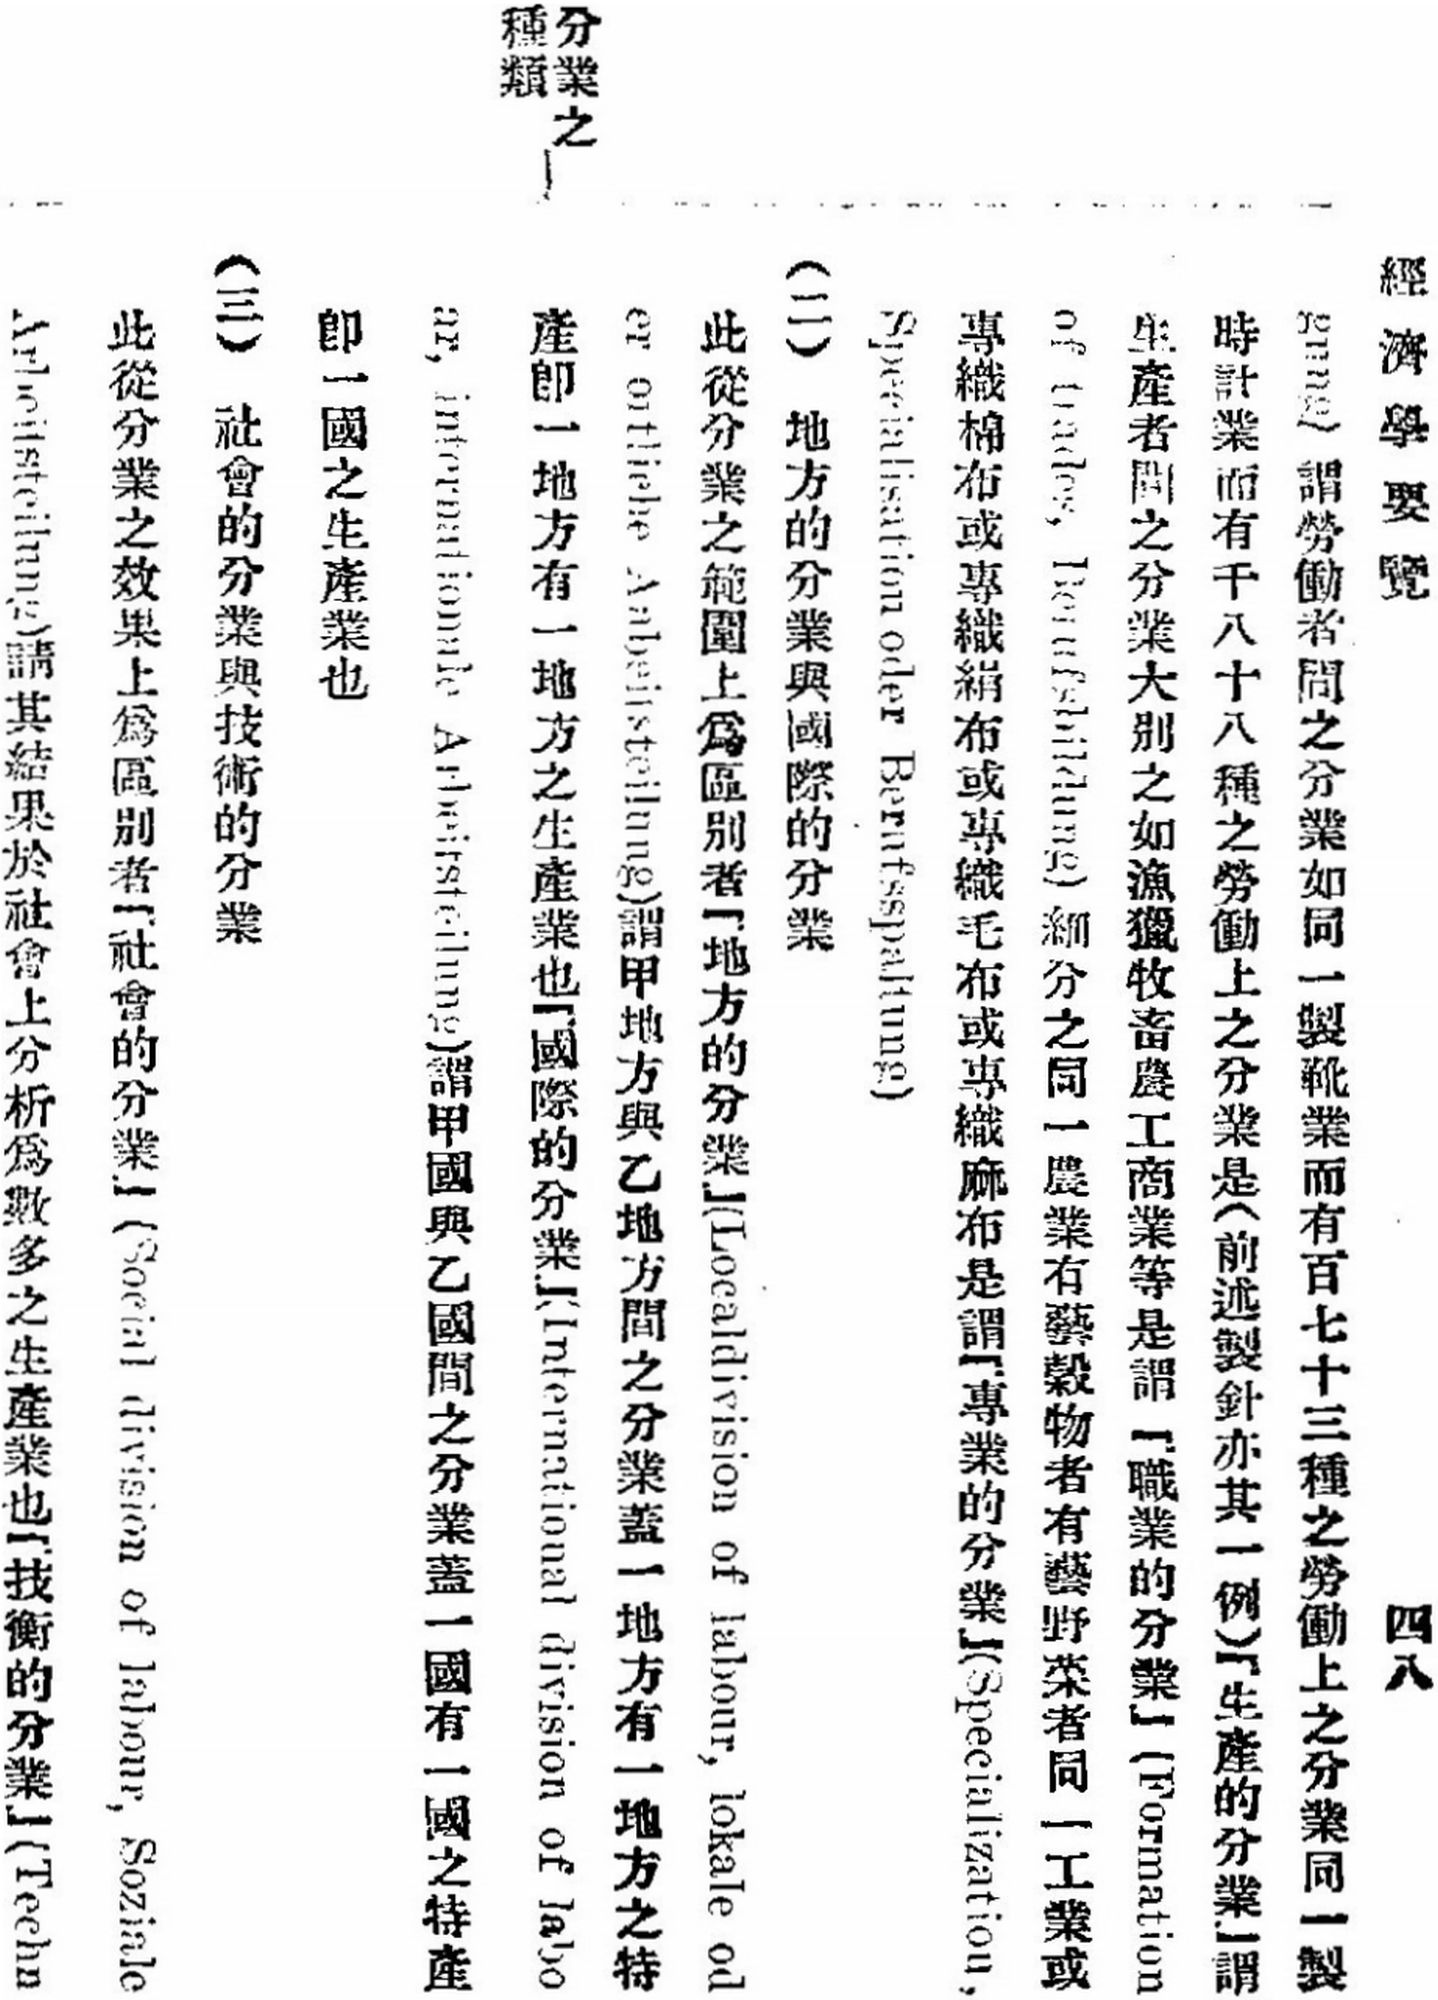 經濟學要覽
四八
gung) 謂勞働者間之分業如同一製靴業而有百七十三種之勞働上之分業同一製
時計業而有千八十八種之勞働上之分業是(前述製針亦其一例)『生產的分業』謂
生產者間之分業大別之如漁獵牧畜農工商業等是謂『職業的分業』(Formation
of trades, Berufsbildung) 細分之同一農業有藝穀物者有藝野菜者同一工業或
專織棉布或專織絹布或專織毛布或專織麻布是謂『專業的分業』(Specialization,
Specialisation oder Berufsspaltung)
(二) 地方的分業與國際的分業
此從分業之範圍上爲區別者『地方的分業』(Localdivision of labour, lokale od
er ortliche Arbeitsteilung)謂甲地方與乙地方間之分業蓋一地方有一地方之特
產卽一地方有一地方之生產業也『國際的分業』(International division of labo
ur, internationale Arbeitsteilung)謂甲國與乙國間之分業蓋一國有一國之特產
卽一國之生產業也
(三) 社會的分業與技術的分業
此從分業之效果上爲區別者『社會的分業』(Social division of labour, Soziale
Arbeitsteilung)請其結果於社會上分析爲數多之生產業也『技衡的分業』(Techn
分業之
種類